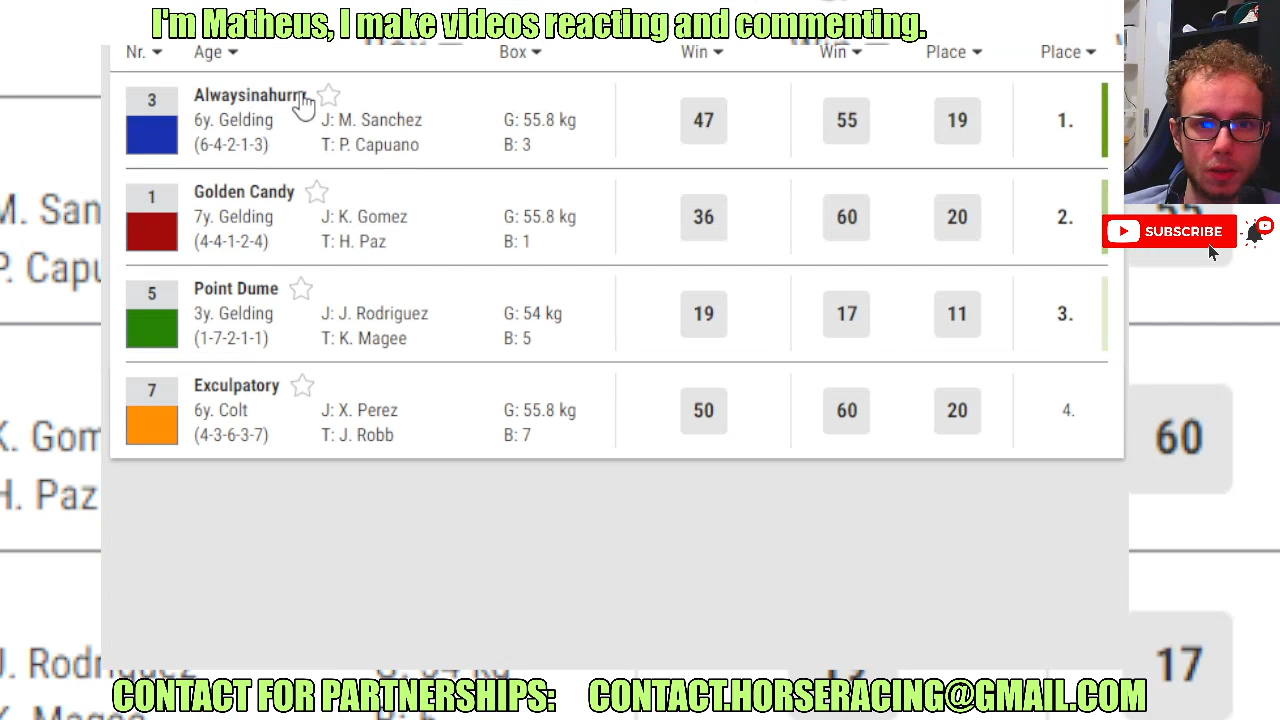 I'm Matheus, I make videos reacting and commenting.
Nr. Age Box Win Win Place Place
3 Alwaysinahurry 47 55 19 1.
6y. Gelding J: M. Sanchez G: 55.8 kg
(6-4-2-1-3) T: P. Capuano B: 3
1 Golden Candy 36 60 20 2.
7y. Gelding J: K. Gomez G: 55.8 kg
(4-4-1-2-4) T: H. Paz B: 1
5 Point Dume 19 17 11 3.
3y. Gelding J: J. Rodriguez G: 54 kg
(1-7-2-1-1) T: K. Magee B: 5
7 Exculpatory 50 60 20 4.
6y. Colt J: X. Perez G: 55.8 kg
(4-3-6-3-7) T: J. Robb B: 7
SUBSCRIBE
M. San
P. Capu
K. Gom
H. Paz
60
17
CONTACT FOR PARTNERSHIPS: CONTACT.HORSERACING@GMAIL.COM